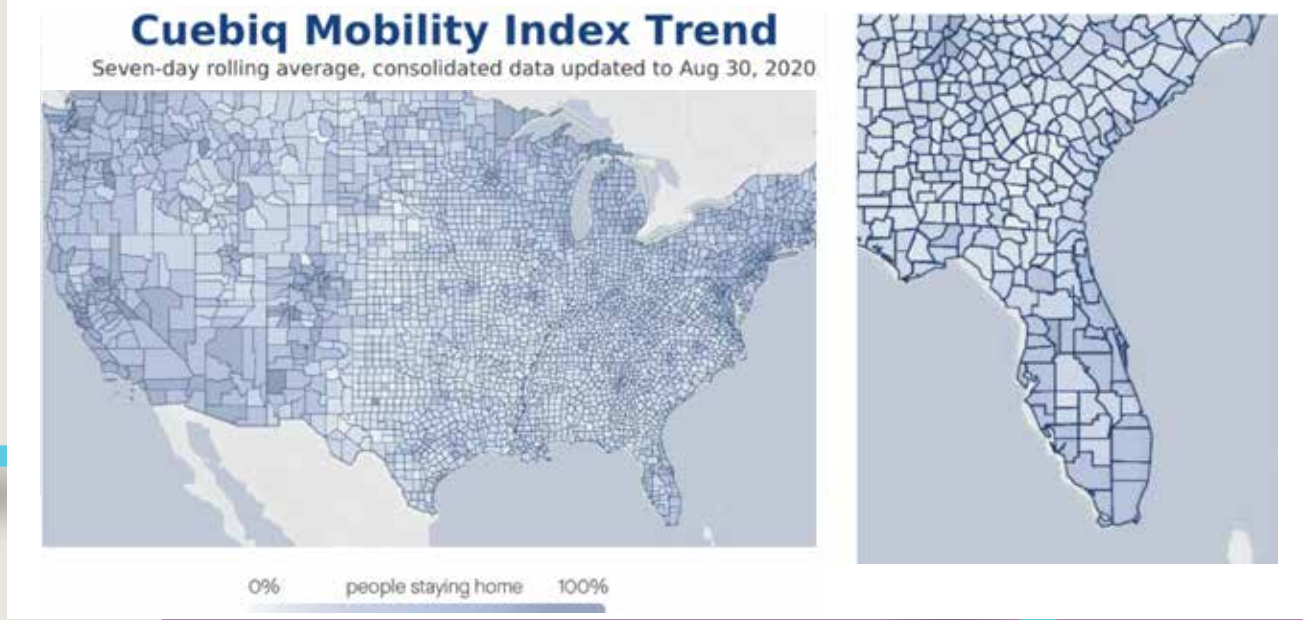 Cuebiq Mobility Index Trend
Seven-day rolling average, consolidated data updated to Aug 30, 2020
0% people staying home 100%